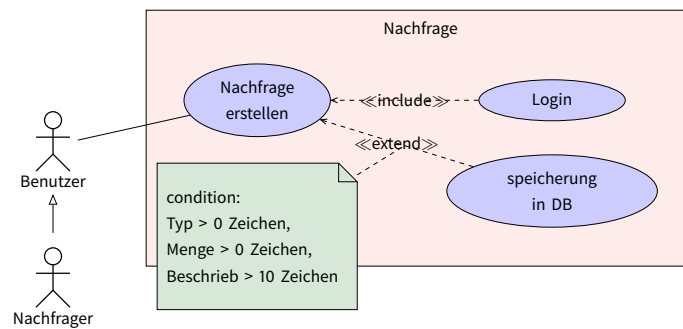 Nachfrage
Nachfrage
erstellen
≪include≫
Login
≪extend≫
Benutzer
speicherung
in DB
condition:
Typ > 0 Zeichen,
Menge > 0 Zeichen,
Beschrieb > 10 Zeichen
Nachfrager